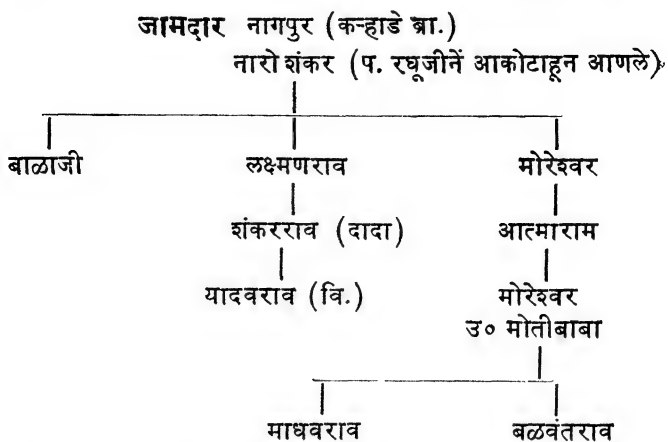 जामदार नागपुर (कऱ्हाडे ब्रा.)
नारो शंकर (प. रघूजीनें आकोटाहून आणले)
बाळाजी लक्ष्मणराव मोरेश्वर
शंकरराव (दादा) आत्माराम
यादवराव (वि.) मोरेश्वर
उ० मोतीबाबा
माधवराव बळवंतराव